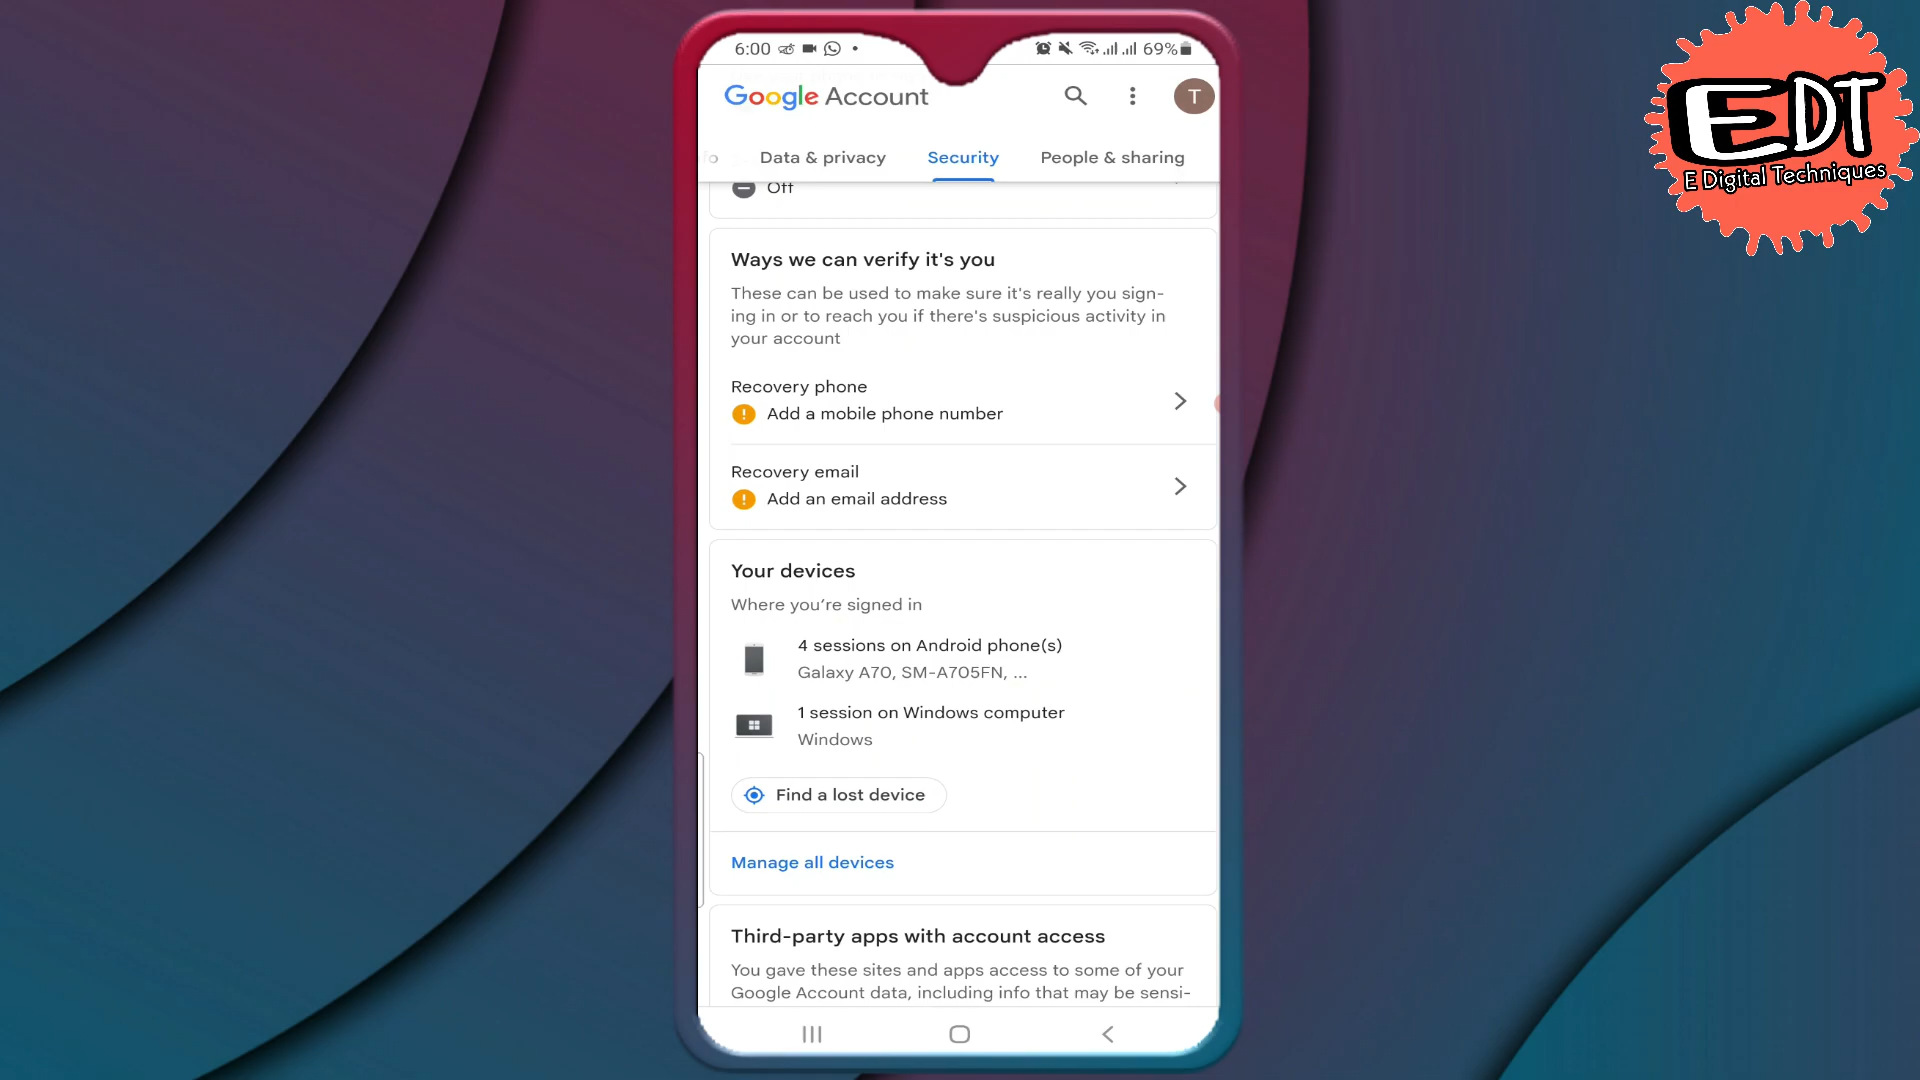 6:00
69%
Google Account
T
fo
Data & privacy
Security
People & sharing
Off
Ways we can verify it's you
These can be used to make sure it's really you sign-
ing in or to reach you if there's suspicious activity in
your account
Recovery phone
Add a mobile phone number
Recovery email
Add an email address
Your devices
Where you’re signed in
4 sessions on Android phone(s)
Galaxy A70, SM-A705FN, ...
1 session on Windows computer
Windows
Find a lost device
Manage all devices
Third-party apps with account access
You gave these sites and apps access to some of your
Google Account data, including info that may be sensi-
EDT
E Digital Techniques